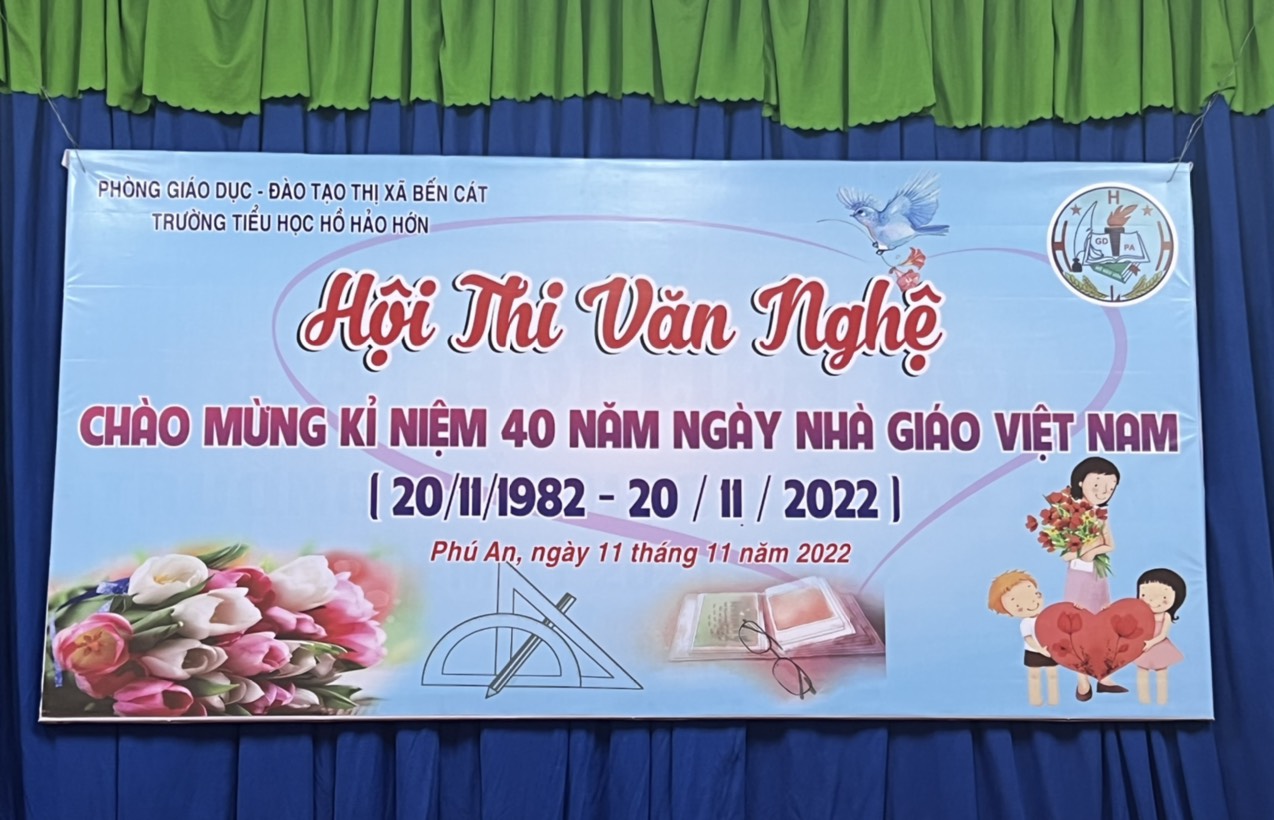 PHÒNG GIÁO DỤC - ĐÀO TẠO THỊ XÃ BẾN CÁT
TRƯỜNG TIỂU HỌC HỒ HẢO HỚN
H
GD PA
Hội Thi Văn Nghệ
CHÀO MỪNG KỈ NIỆM 40 NĂM NGÀY NHÀ GIÁO VIỆT NAM
( 20/11/1982 - 20 / 11 / 2022 )
Phú An, ngày 11 tháng 11 năm 2022